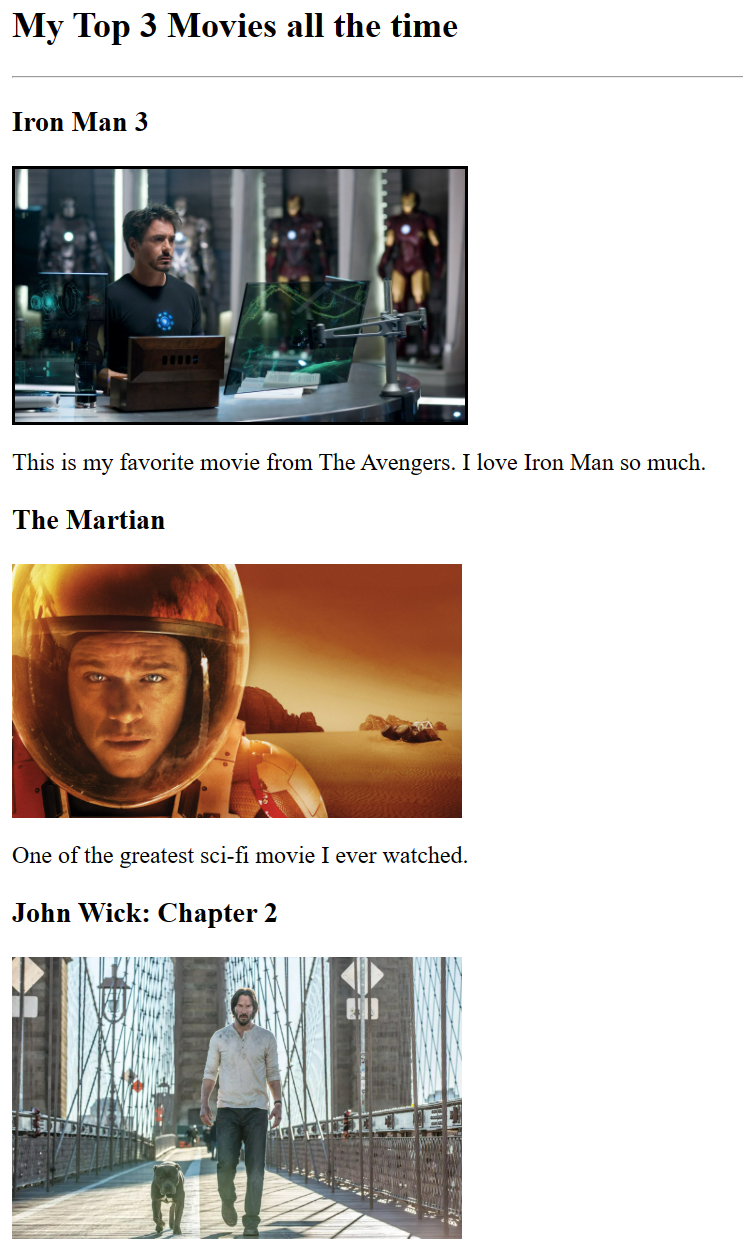 My Top 3 Movies all the time
Iron Man 3
This is my favorite movie from The Avengers. I love Iron Man so much.
The Martian
One of the greatest sci-fi movie I ever watched.
John Wick: Chapter 2